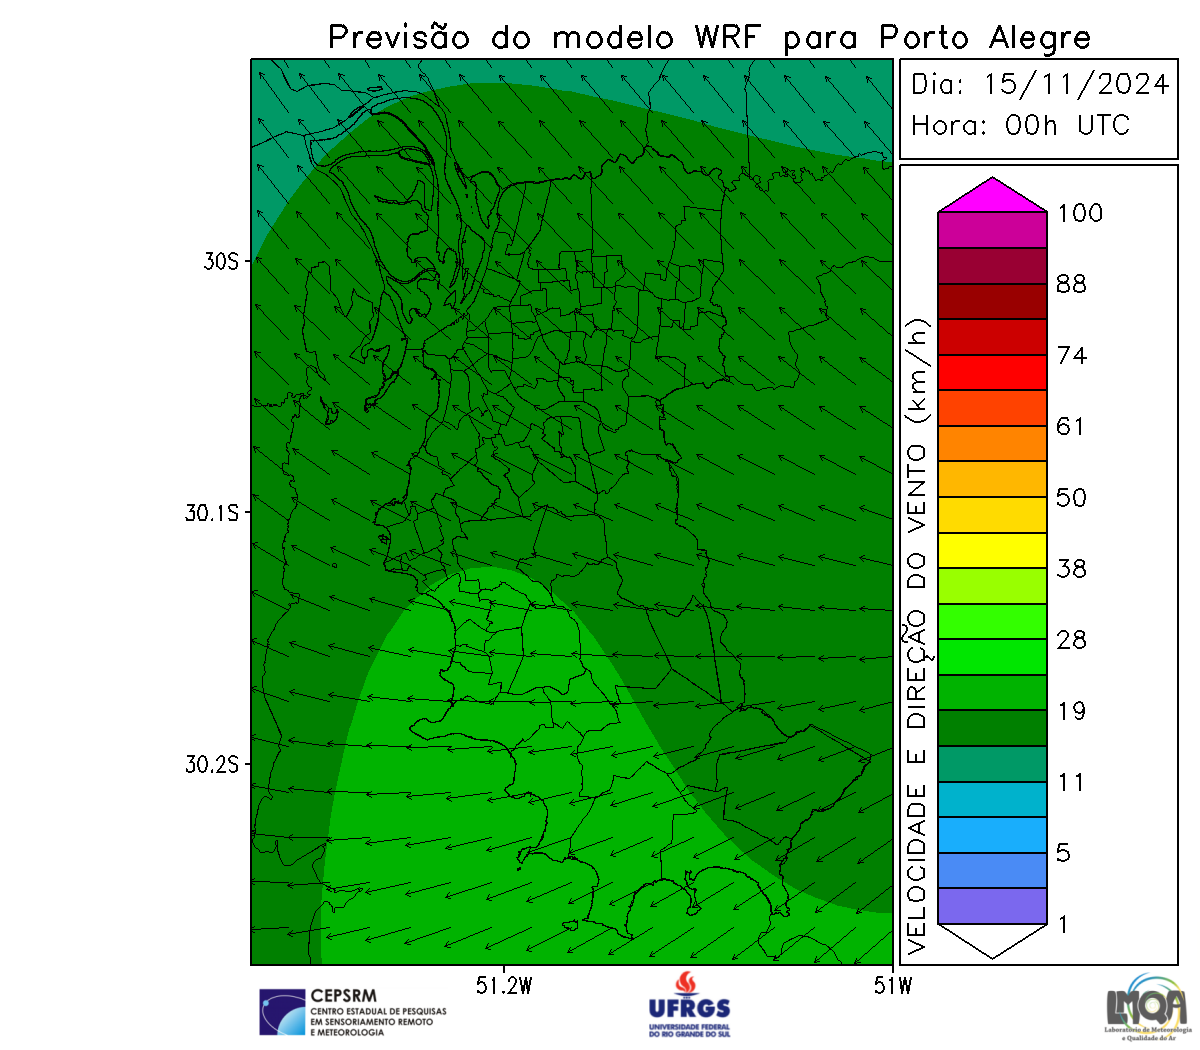 Previsão do modelo WRF para Porto Alegre
Dia: 15/11/2024
Hora: 00h UTC
30S
30.1S
30.2S
51.2W
51W
VELOCIDADE E DIREÇÃO DO VENTO (km/h)
100
88
74
61
50
38
28
19
11
5
1
CEPSRM
CENTRO ESTADUAL DE PESQUISAS
EM SENSORIAMENTO REMOTO
E METEOROLOGIA
UFRGS
UNIVERSIDADE FEDERAL
DO RIO GRANDE DO SUL
LMQA
Laboratório de Meteorologia
e Qualidade do Ar